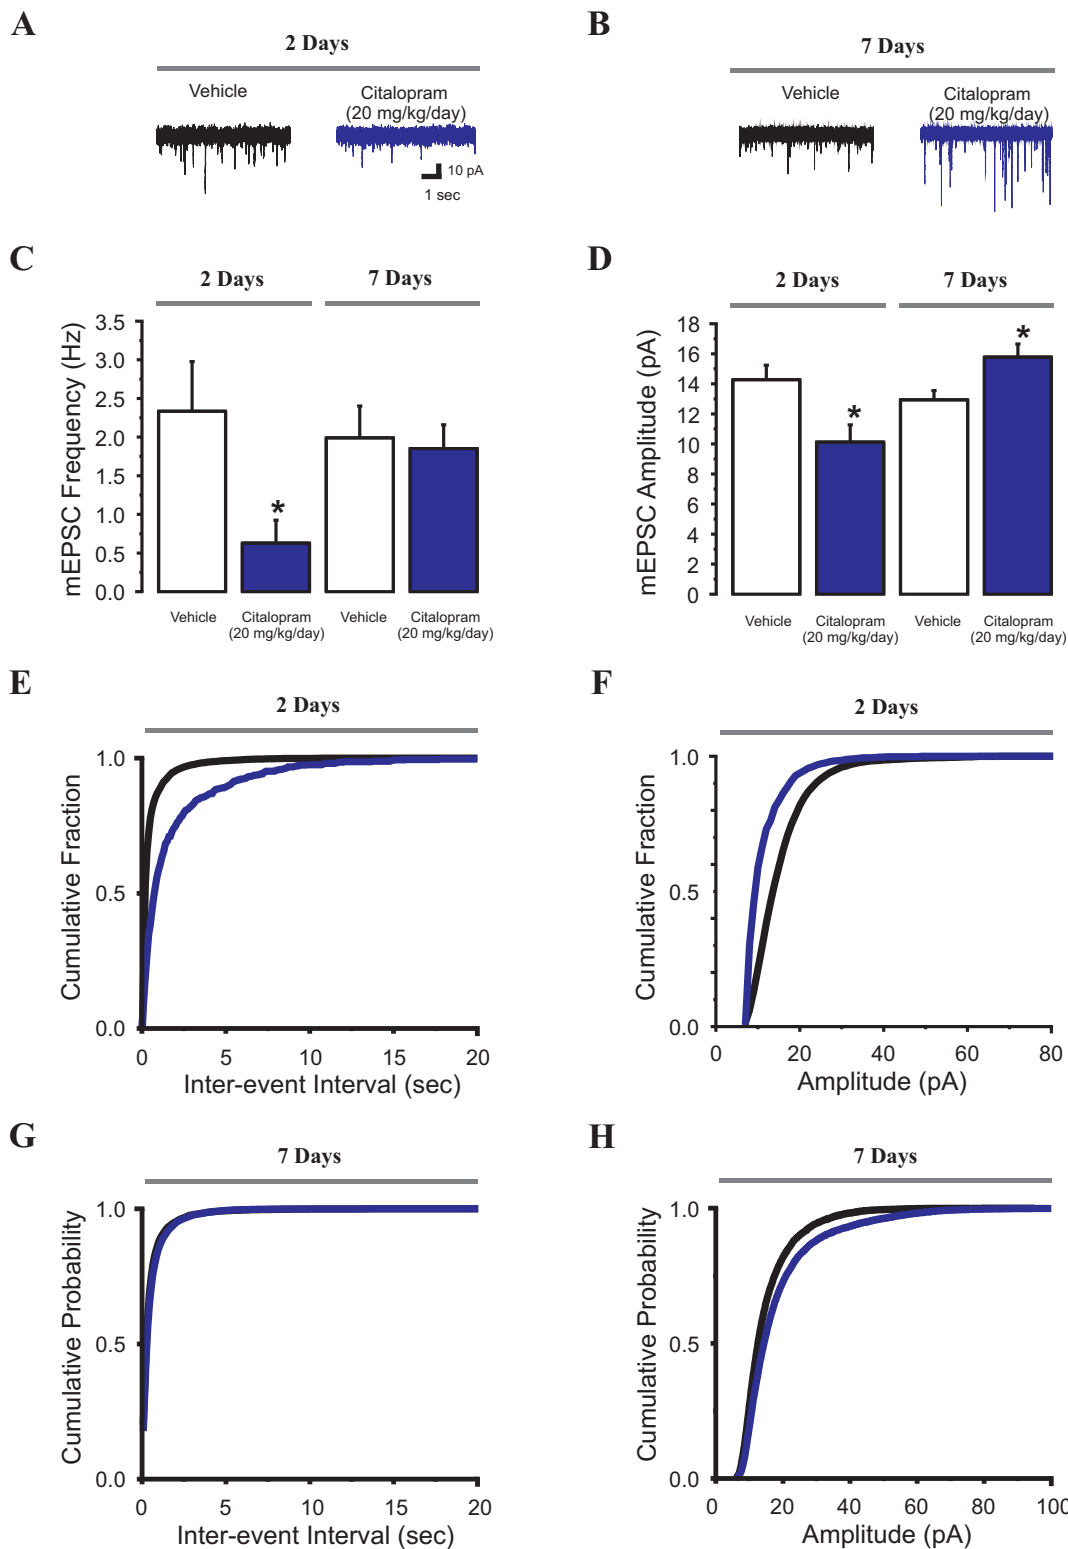 A
B
2 Days
7 Days
Vehicle
Citalopram
(20 mg/kg/day)
Vehicle
Citalopram
(20 mg/kg/day)
10 pA
1 sec
C
D
2 Days
7 Days
2 Days
7 Days
mEPSC Frequency (Hz)
3.5
3.0
2.5
2.0
1.5
1.0
0.5
0.0
*
Vehicle
Citalopram
(20 mg/kg/day)
Vehicle
Citalopram
(20 mg/kg/day)
mEPSC Amplitude (pA)
18
16
14
12
10
8
6
4
2
0
*
*
Vehicle
Citalopram
(20 mg/kg/day)
Vehicle
Citalopram
(20 mg/kg/day)
E
2 Days
Cumulative Fraction
1.0
0.5
0.0
0
5
10
15
20
Inter-event Interval (sec)
F
2 Days
Cumulative Fraction
1.0
0.5
0.0
0
20
40
60
80
Amplitude (pA)
G
7 Days
Cumulative Probability
1.0
0.5
0.0
0
5
10
15
20
Inter-event Interval (sec)
H
7 Days
Cumulative Probability
1.0
0.5
0.0
0
20
40
60
80
100
Amplitude (pA)